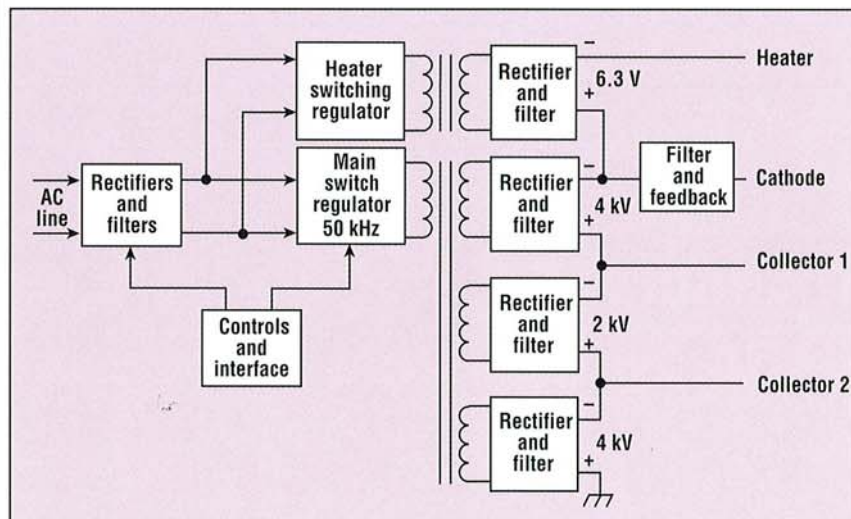 Heater
switching
regulator
Rectifier
and
filter
−
6.3 V
+
Heater
AC
line
Rectifiers
and
filters
Main
switch
regulator
50 kHz
Rectifier
and
filter
−
4 kV
+
Filter
and
feedback
Cathode
Collector 1
Controls
and
interface
Rectifier
and
filter
−
2 kV
+
Collector 2
Rectifier
and
filter
−
4 kV
+